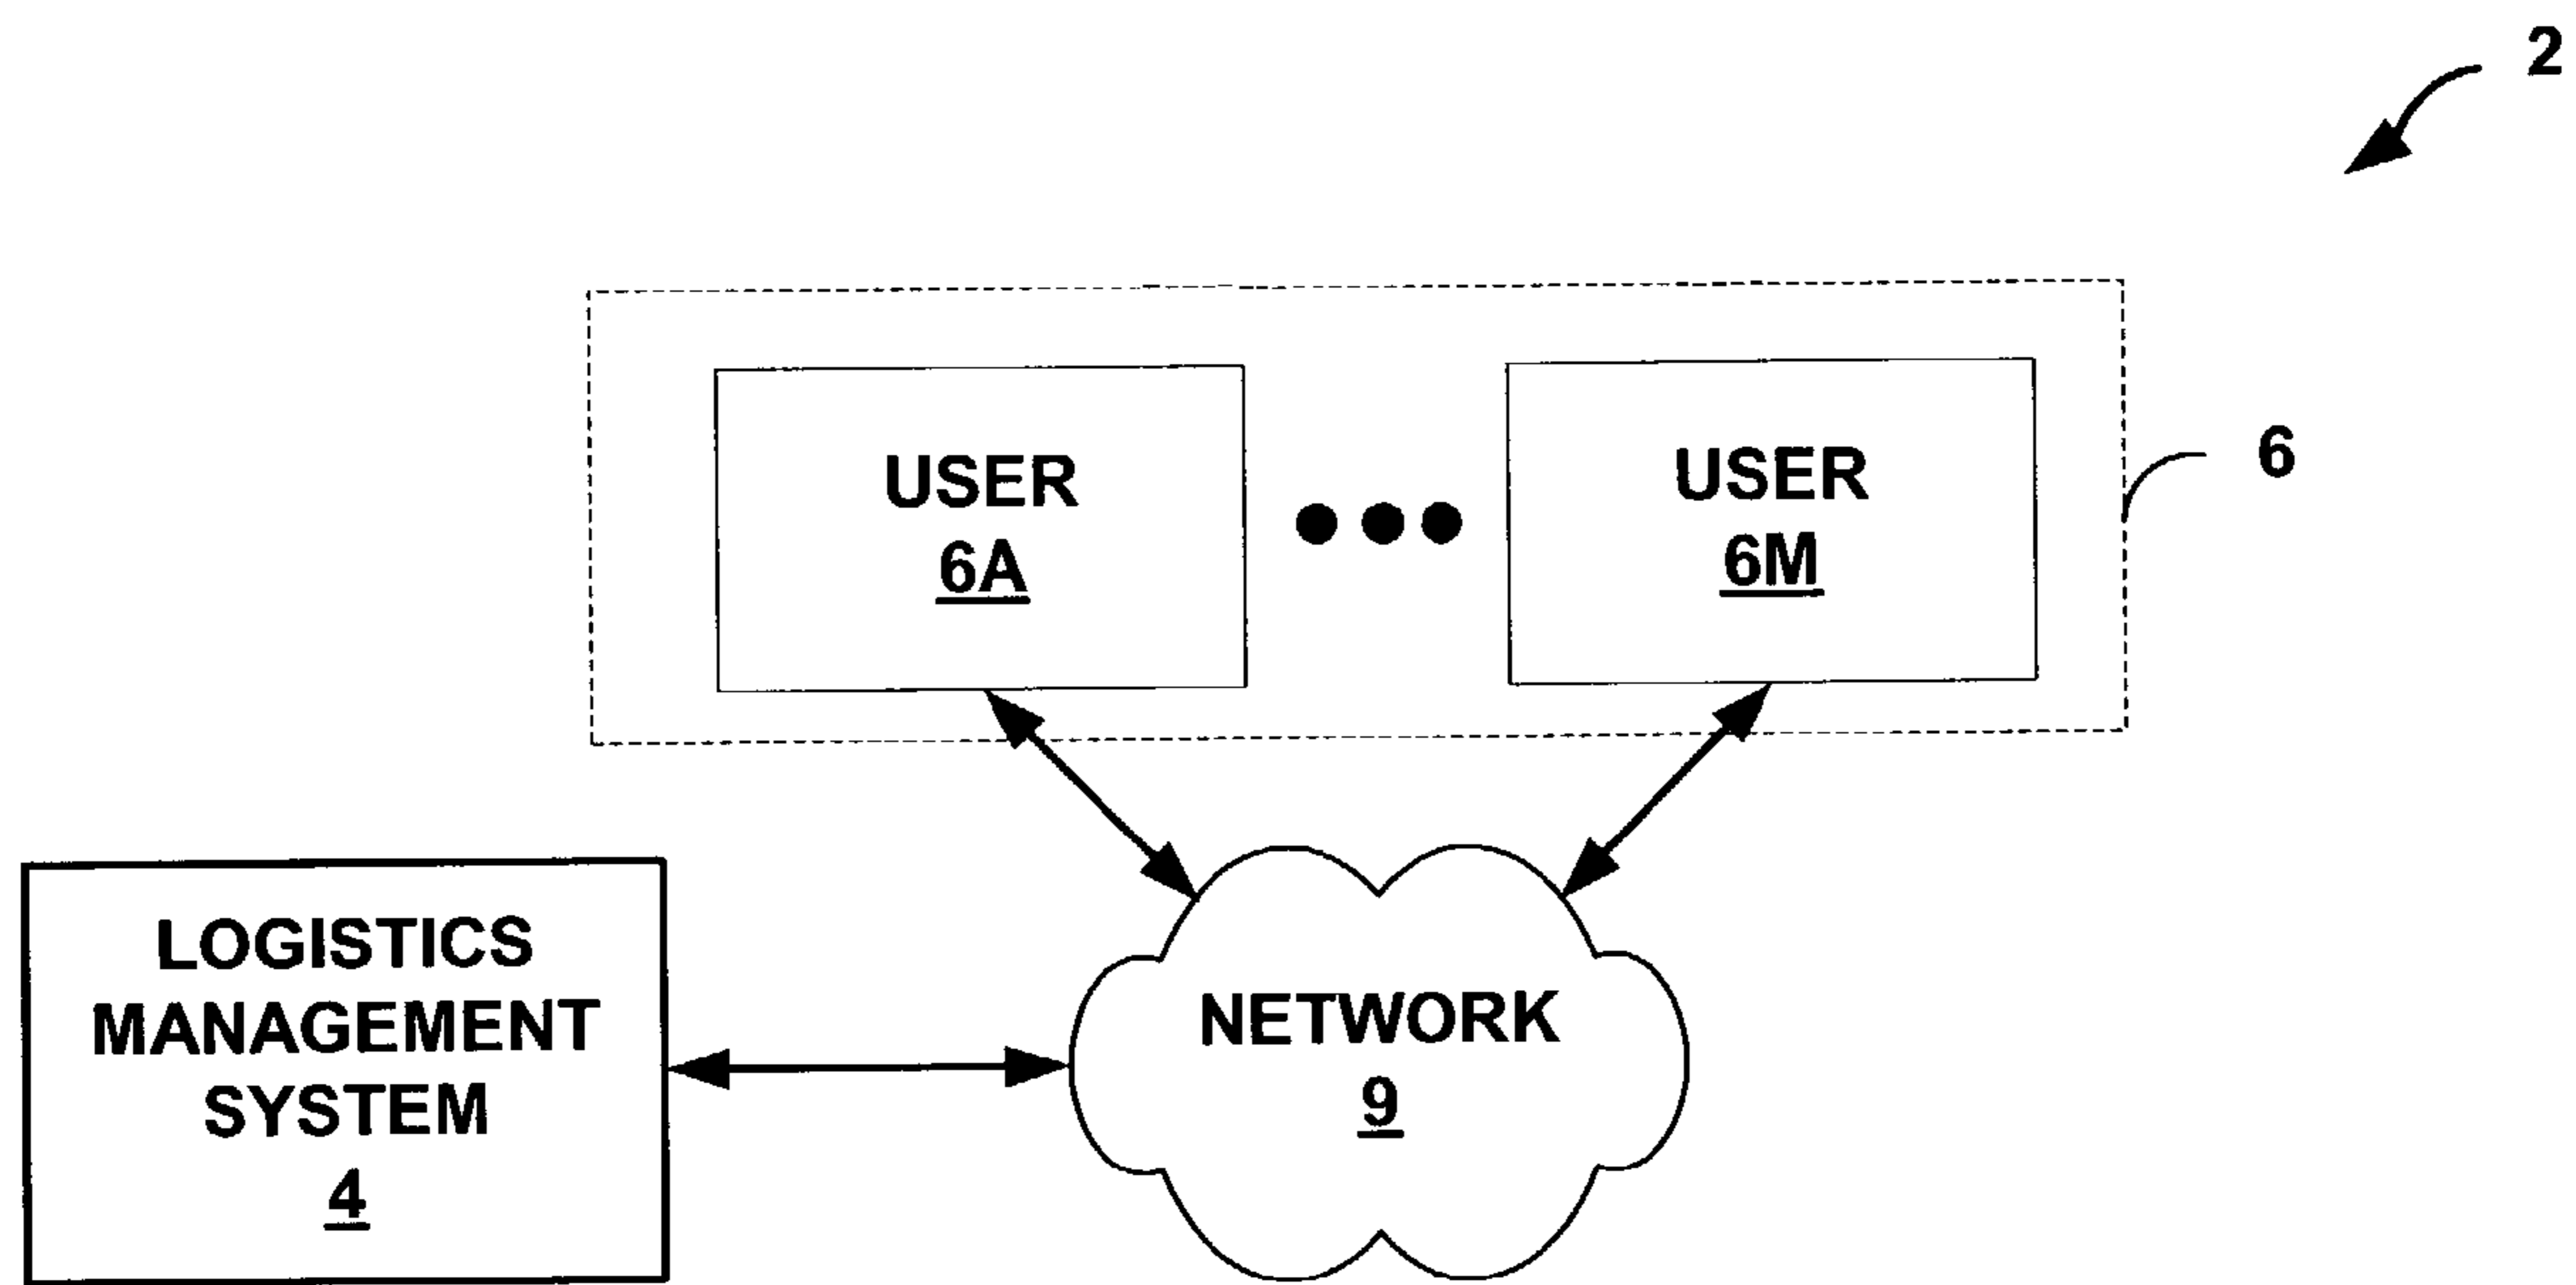 2
USER
6A
USER
6M
6
LOGISTICS
MANAGEMENT
SYSTEM
4
NETWORK
9